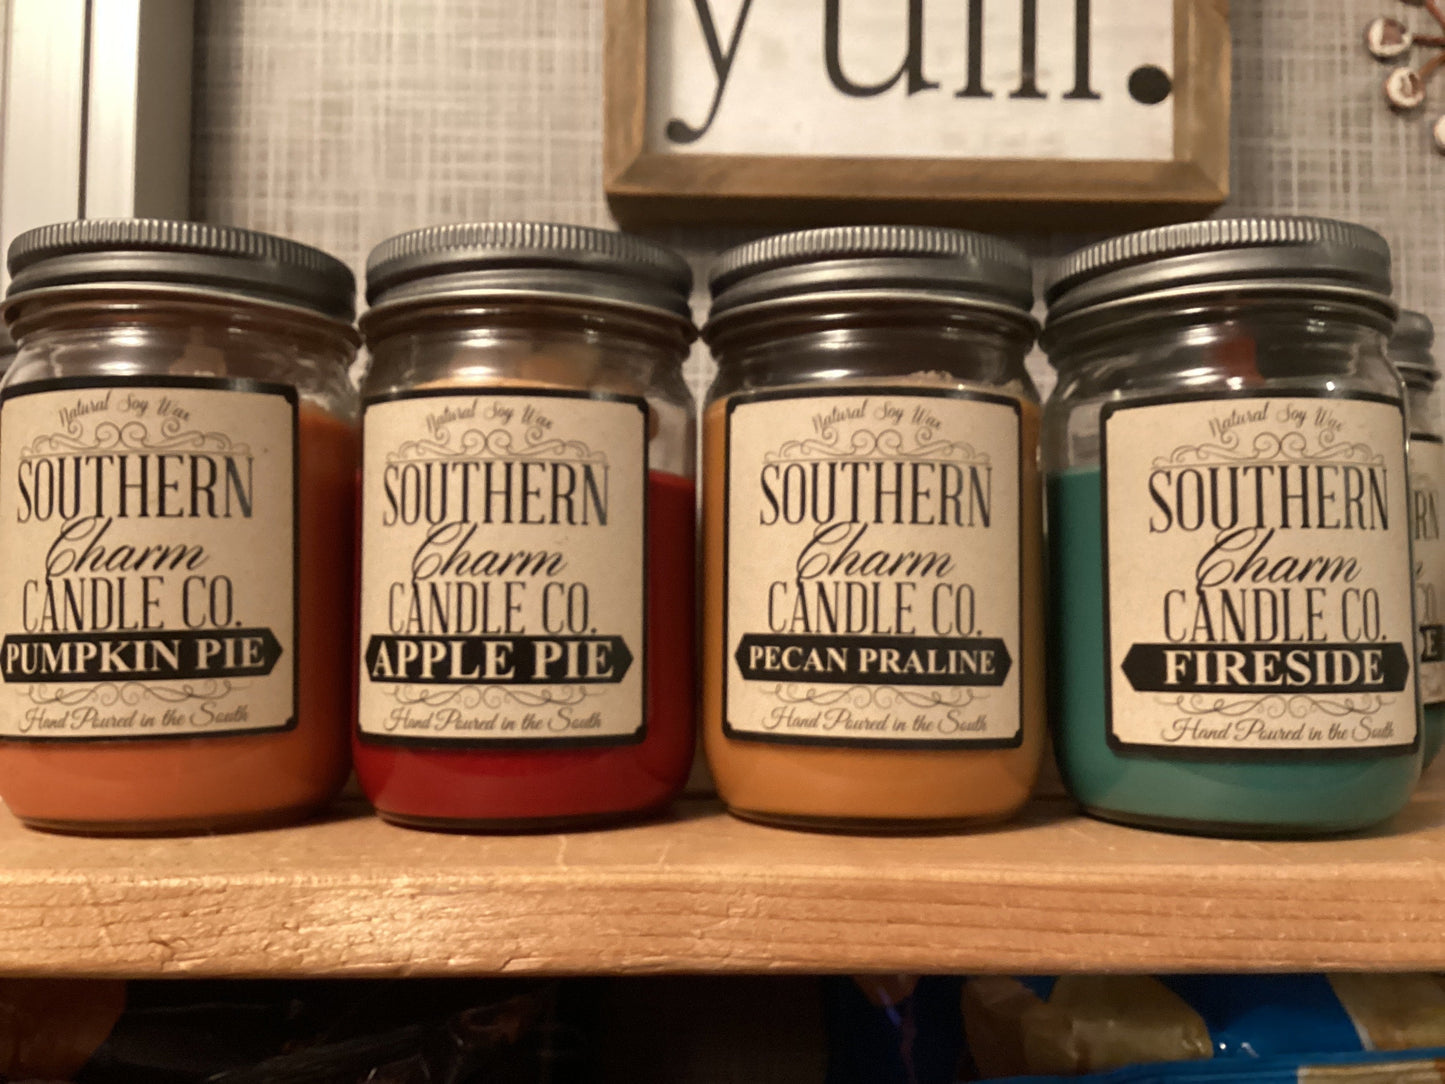 yum.
Natural Soy Wax
SOUTHERN
Charm
CANDLE CO.
PUMPKIN PIE
Hand Poured in the South
Natural Soy Wax
SOUTHERN
Charm
CANDLE CO.
APPLE PIE
Hand Poured in the South
Natural Soy Wax
SOUTHERN
Charm
CANDLE CO.
PECAN PRALINE
Hand Poured in the South
Natural Soy Wax
SOUTHERN
Charm
CANDLE CO.
FIRESIDE
Hand Poured in the South